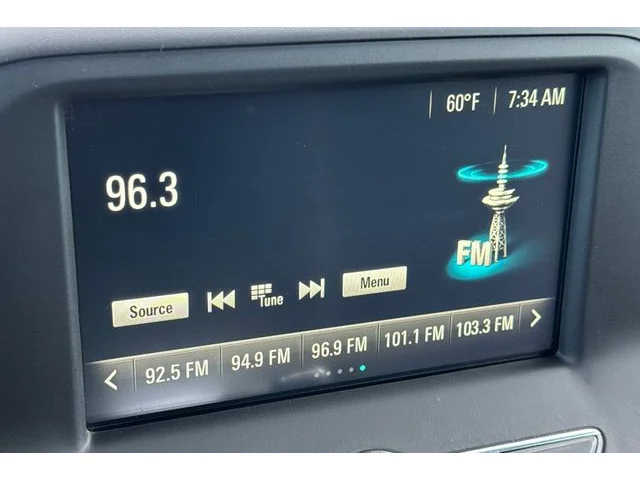 60°F 7:34 AM
96.3
FM
Source Tune Menu
92.5 FM 94.9 FM 96.9 FM 101.1 FM 103.3 FM